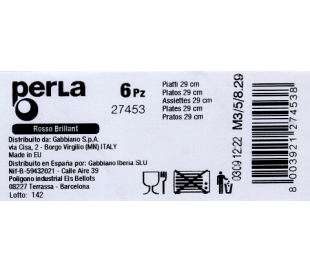 perLa
6 Pz
27453
Piatti 29 cm
Platos 29 cm
Assiettes 29 cm
Plates 29 cm
Pratos 29 cm
Rosso Brillant
Distribuito da: Gabbiano S.p.A
via Cisa, 2 - Borgo Virgilio (MN) ITALY
Made in EU
Distribuido en España por: Gabbiano Iberia SLU
Nif-B-59432021 - Calle Aire 39
Polígono industrial Els Bellots
08227 Terrassa - Barcelona
Lotto: 142
0309.12.22
M3/5/8.29
8 003921 274538